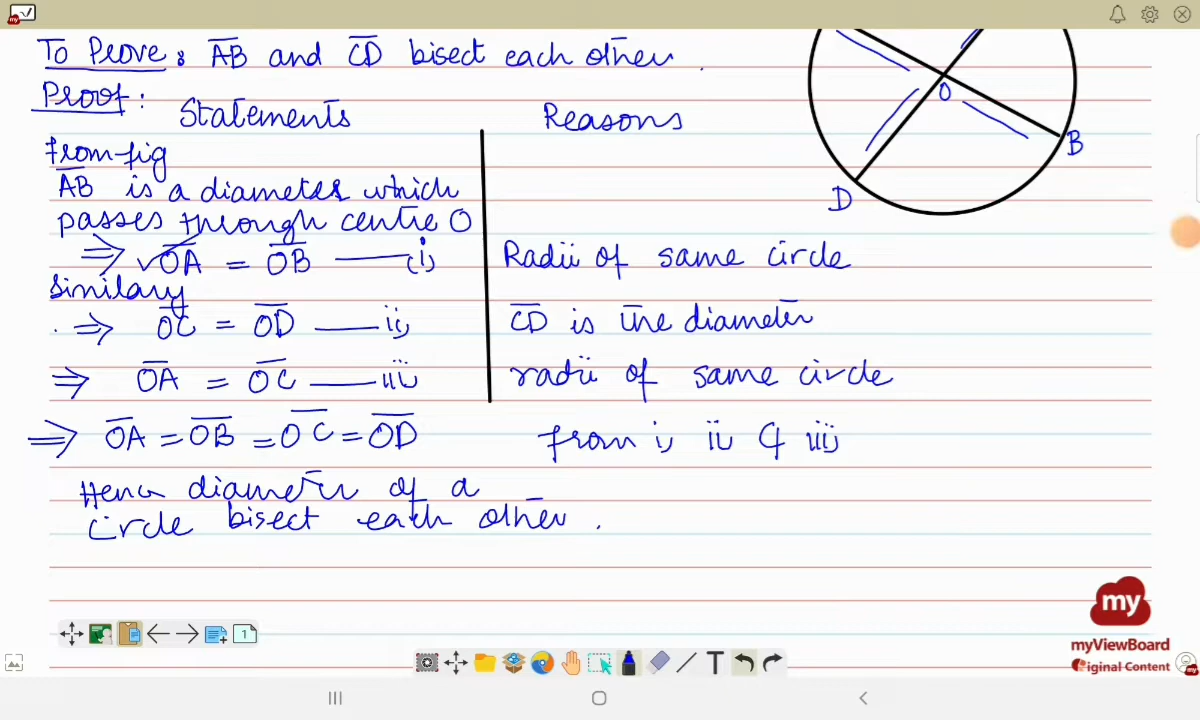 To Prove : AB and CD bisect each other .
Proof :
Statements Reasons
from fig
AB is a diameter which
passes through centre O
⇒ ✓OA = OB —— (i) Radii of same circle
Similary
⇒ OC = OD —— ii) CD is the diameter
⇒ OA = OC —— iii radii of same circle
⇒ OA = OB = OC = OD from i, ii & iii)
Hence diameter of a
circle bisect each other .
O
B
D
1
T
my
myViewBoard
Original Content